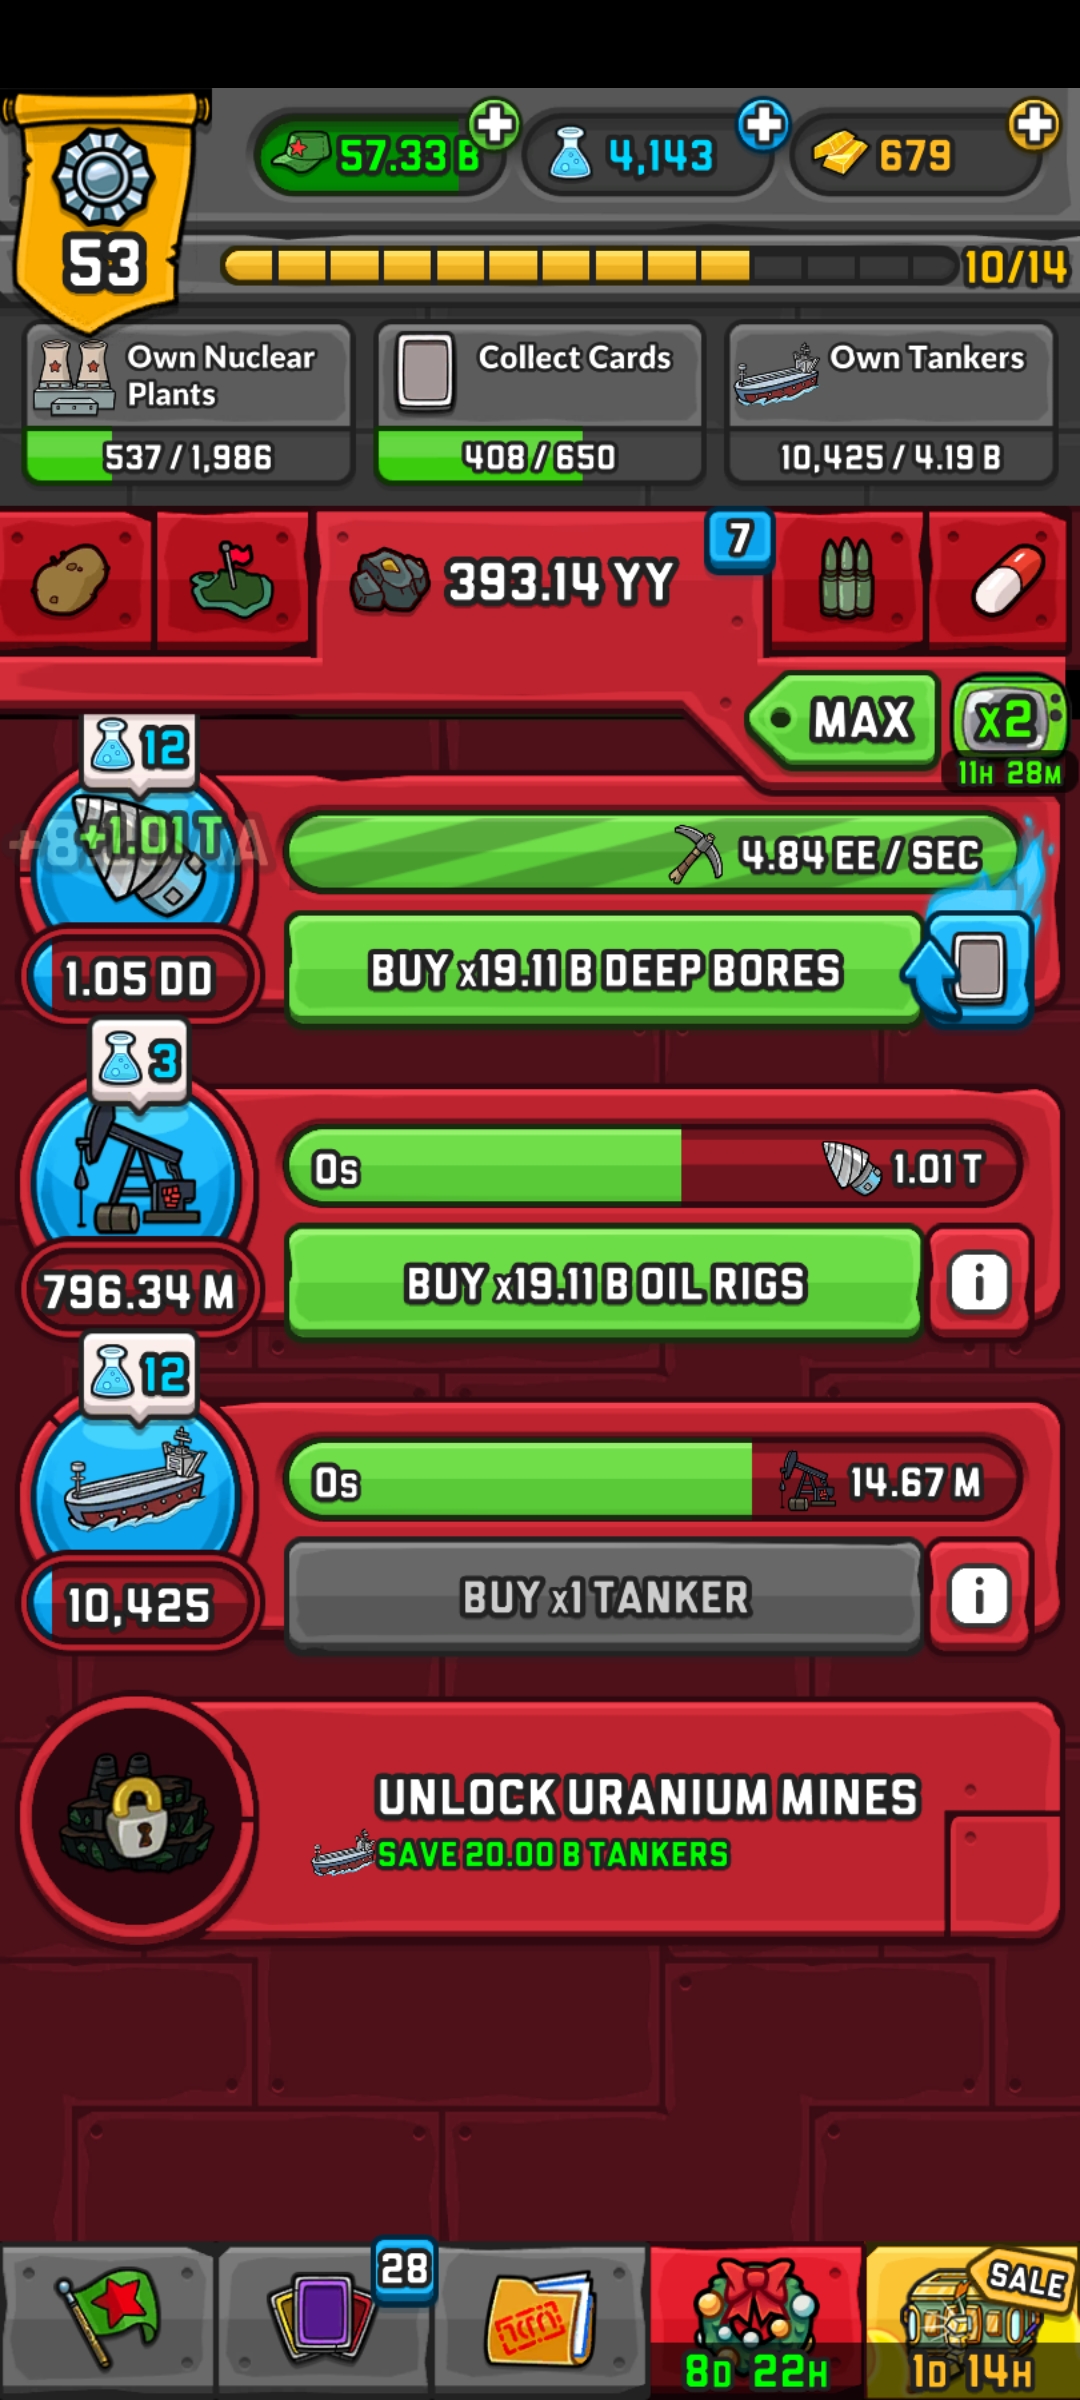 57.33 B
4,143
679
53
10/14
Own Nuclear
Plants
Collect Cards
Own Tankers
537 / 1,986
408 / 650
10,425 / 4.19 B
393.14 YY
7
MAX
x2
11H 28M
12
+1.01 T
4.84 EE / SEC
BUY x19.11 B DEEP BORES
1.05 DD
3
0s
1.01 T
BUY x19.11 B OIL RIGS
i
796.34 M
12
0s
14.67 M
BUY x1 TANKER
i
10,425
UNLOCK URANIUM MINES
SAVE 20.00 B TANKERS
28
SALE
8D 22H
1D 14H